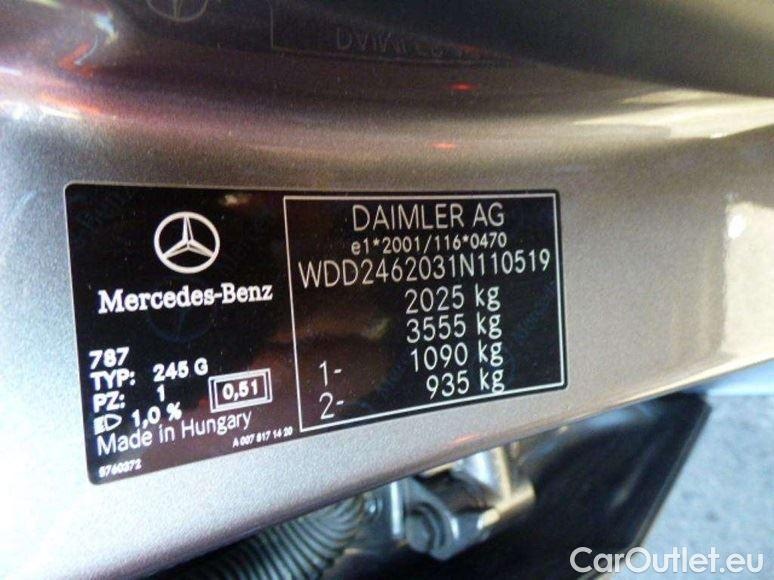 Mercedes-Benz
787
TYP: 245 G
PZ: 1
1,0 %
0,51
Made in Hungary
A 007 817 14 20
5760372
DAIMLER AG
e1*2001/116*0470
WDD2462031N110519
2025 kg
3555 kg
1- 1090 kg
2- 935 kg
CarOutlet.eu